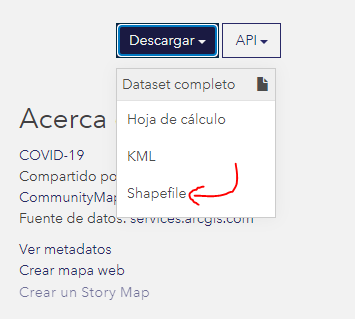 Descargar
API
Dataset completo
Hoja de cálculo
KML
Shapefile
Acerca
COVID-19
Compartido po
CommunityMap
Fuente de datos: services.arcgis.com
Ver metadatos
Crear mapa web
Crear un Story Map